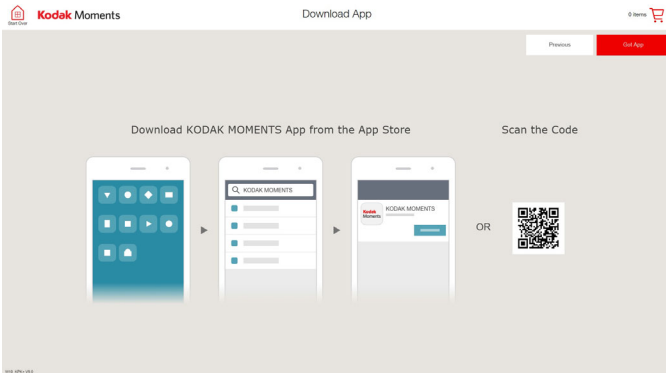 Start Over
Kodak Moments
Download App
0 items
Previous
Get App
Download KODAK MOMENTS App from the App Store
Scan the Code
KODAK MOMENTS
Kodak
Moments
KODAK MOMENTS
OR